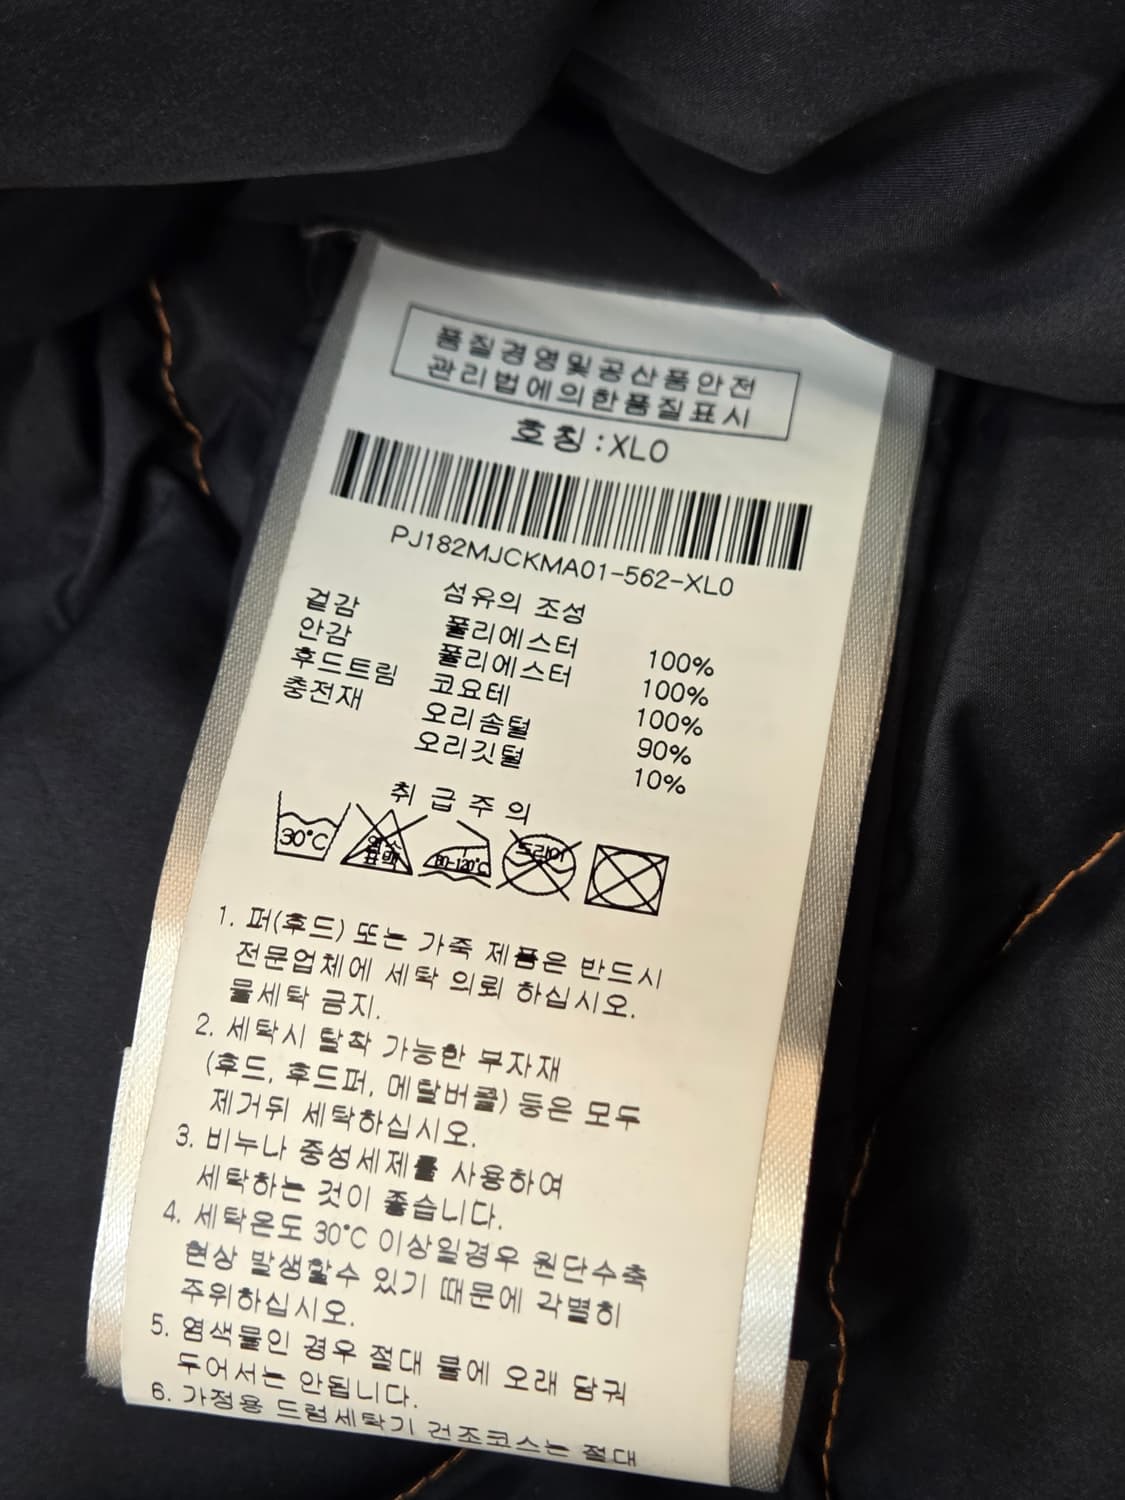 품질경영및공산품안전
관리법에의한품질표시
호칭:XL0
PJ182MJCKMA01-562-XL0
섬유의 조성
겉감 폴리에스터 100%
안감 폴리에스터 100%
후드트림 코요테 100%
충전재 오리솜털 90%
오리깃털 10%
취급주의
30°C 염소표백 80-120°C 드라이
1. 퍼(후드) 또는 가죽 제품은 반드시
전문업체에 세탁 의뢰 하십시오.
물세탁 금지.
2. 세탁시 탈착 가능한 부자재
(후드, 후드퍼, 메탈버클) 등은 모두
제거뒤 세탁하십시오.
3. 비누나 중성세제를 사용하여
세탁하는 것이 좋습니다.
4. 세탁온도 30°C 이상일경우 원단수축
현상 발생할수 있기 때문에 각별히
주위하십시오.
5. 염색물인 경우 절대 물에 오래 담궈
두어서는 안됩니다.
6. 가정용 드럼세탁기 건조코스는 절대